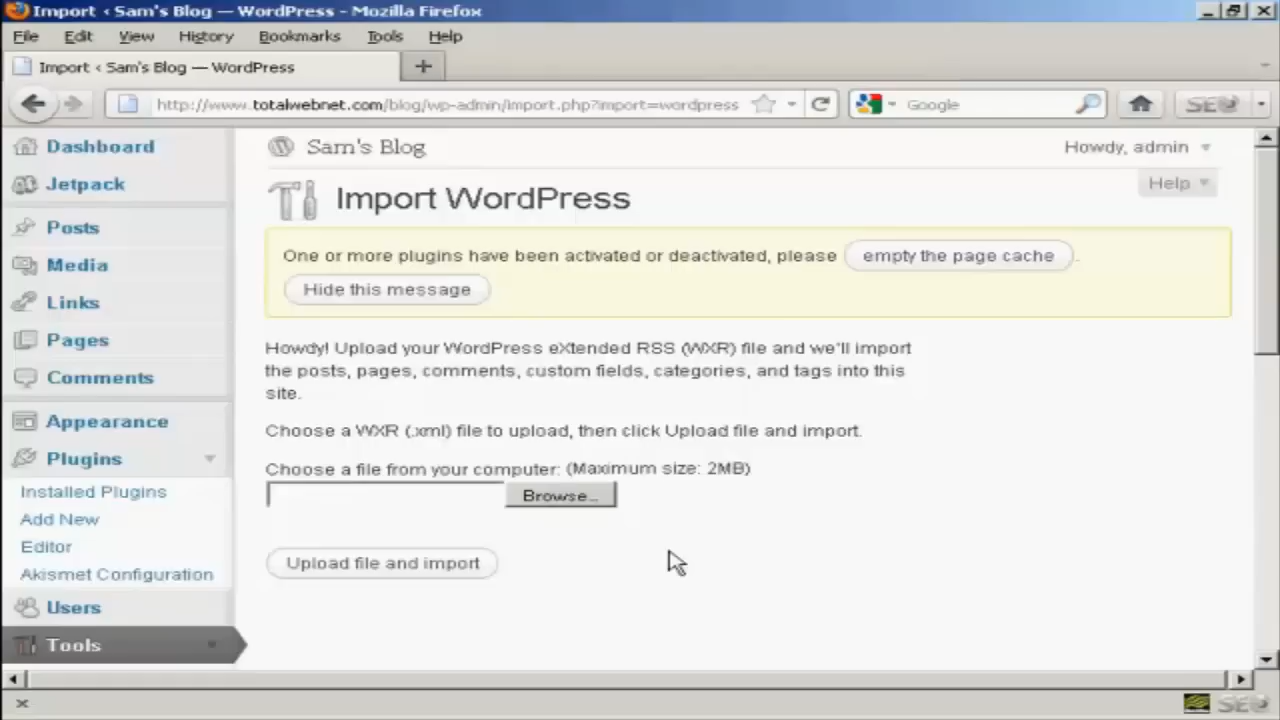 Import ‹ Sam's Blog — WordPress - Mozilla Firefox
File Edit View History Bookmarks Tools Help
Import ‹ Sam's Blog — WordPress
http://www.totalwebnet.com/blog/wp-admin/import.php?import=wordpress Google SEO
Dashboard
Jetpack
Posts
Media
Links
Pages
Comments
Appearance
Plugins
Installed Plugins
Add New
Editor
Akismet Configuration
Users
Tools
Sam's Blog Howdy, admin
Help
Import WordPress
One or more plugins have been activated or deactivated, please empty the page cache .
Hide this message
Howdy! Upload your WordPress eXtended RSS (WXR) file and we'll import
the posts, pages, comments, custom fields, categories, and tags into this
site.
Choose a WXR (.xml) file to upload, then click Upload file and import.
Choose a file from your computer: (Maximum size: 2MB)
Browse...
Upload file and import
SEO